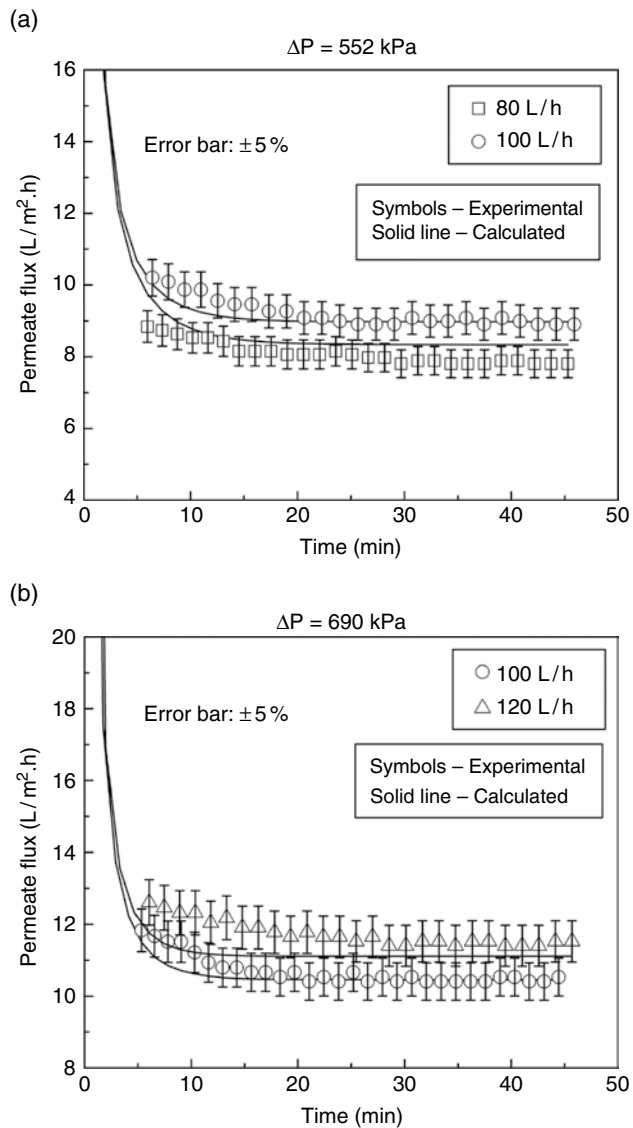 (a)
ΔP = 552 kPa
16
14
12
10
8
6
4
Permeate flux (L/m².h)
Error bar: ±5%
80 L/h
100 L/h
Symbols – Experimental
Solid line – Calculated
0
10
20
30
40
50
Time (min)
(b)
ΔP = 690 kPa
20
18
16
14
12
10
8
Permeate flux (L/m².h)
Error bar: ±5%
100 L/h
120 L/h
Symbols – Experimental
Solid line – Calculated
0
10
20
30
40
50
Time (min)